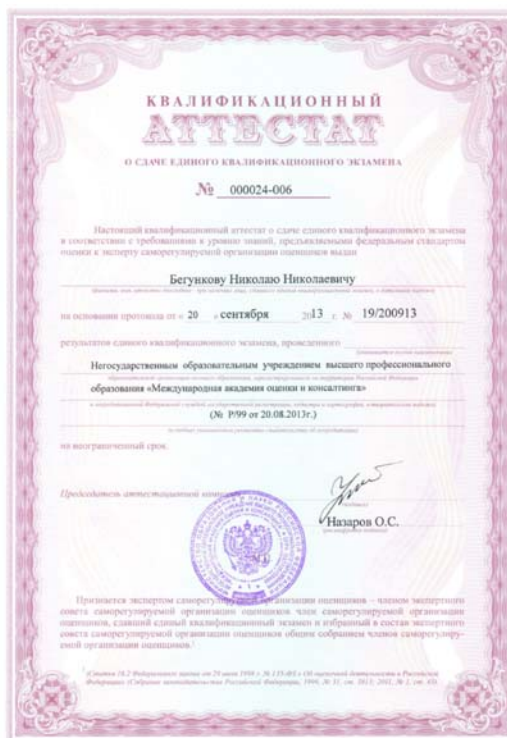 КВАЛИФИКАЦИОННЫЙ
АТТЕСТАТ
О СДАЧЕ ЕДИНОГО КВАЛИФИКАЦИОННОГО ЭКЗАМЕНА
№ 000024-006
Настоящий квалификационный аттестат о сдаче единого квалификационного экзамена
в соответствии с требованиями к уровню знаний, предъявляемыми федеральным стандартом
оценки к эксперту саморегулируемой организации оценщиков выдан
Бегункову Николаю Николаевичу
на основании протокола от « 20 » сентября 2013 г. № 19/200913
результатов единого квалификационного экзамена, проведенного
Негосударственным образовательным учреждением высшего профессионального
образования «Международная академия оценки и консалтинга»
(№ Р/99 от 20.08.2013г.)
на неограниченный срок.
Председатель аттестационной
Назаров О.С.
Признается экспертом саморегулируемой организации оценщиков – членом экспертного
совета саморегулируемой организации оценщиков член саморегулируемой организации
оценщиков, сдавший единый квалификационный экзамен и избранный в состав экспертного
совета саморегулируемой организации оценщиков общим собранием членов саморегулиру-
емой организации оценщиков.¹